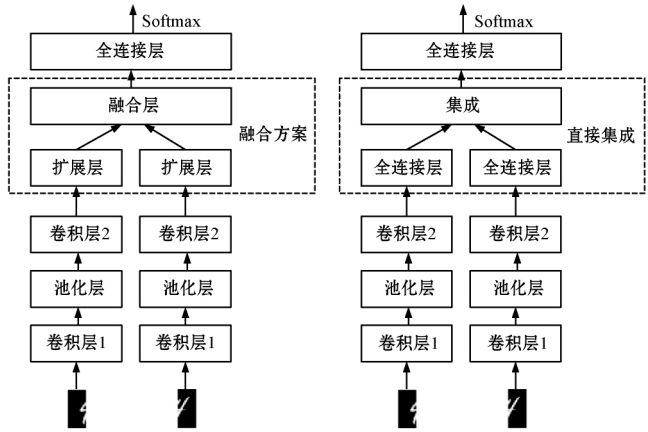 Softmax
全连接层
融合层
融合方案
扩展层 扩展层
卷积层2 卷积层2
池化层 池化层
卷积层1 卷积层1
4 4
Softmax
全连接层
集成
直接集成
全连接层 全连接层
卷积层2 卷积层2
池化层 池化层
卷积层1 卷积层1
4 4